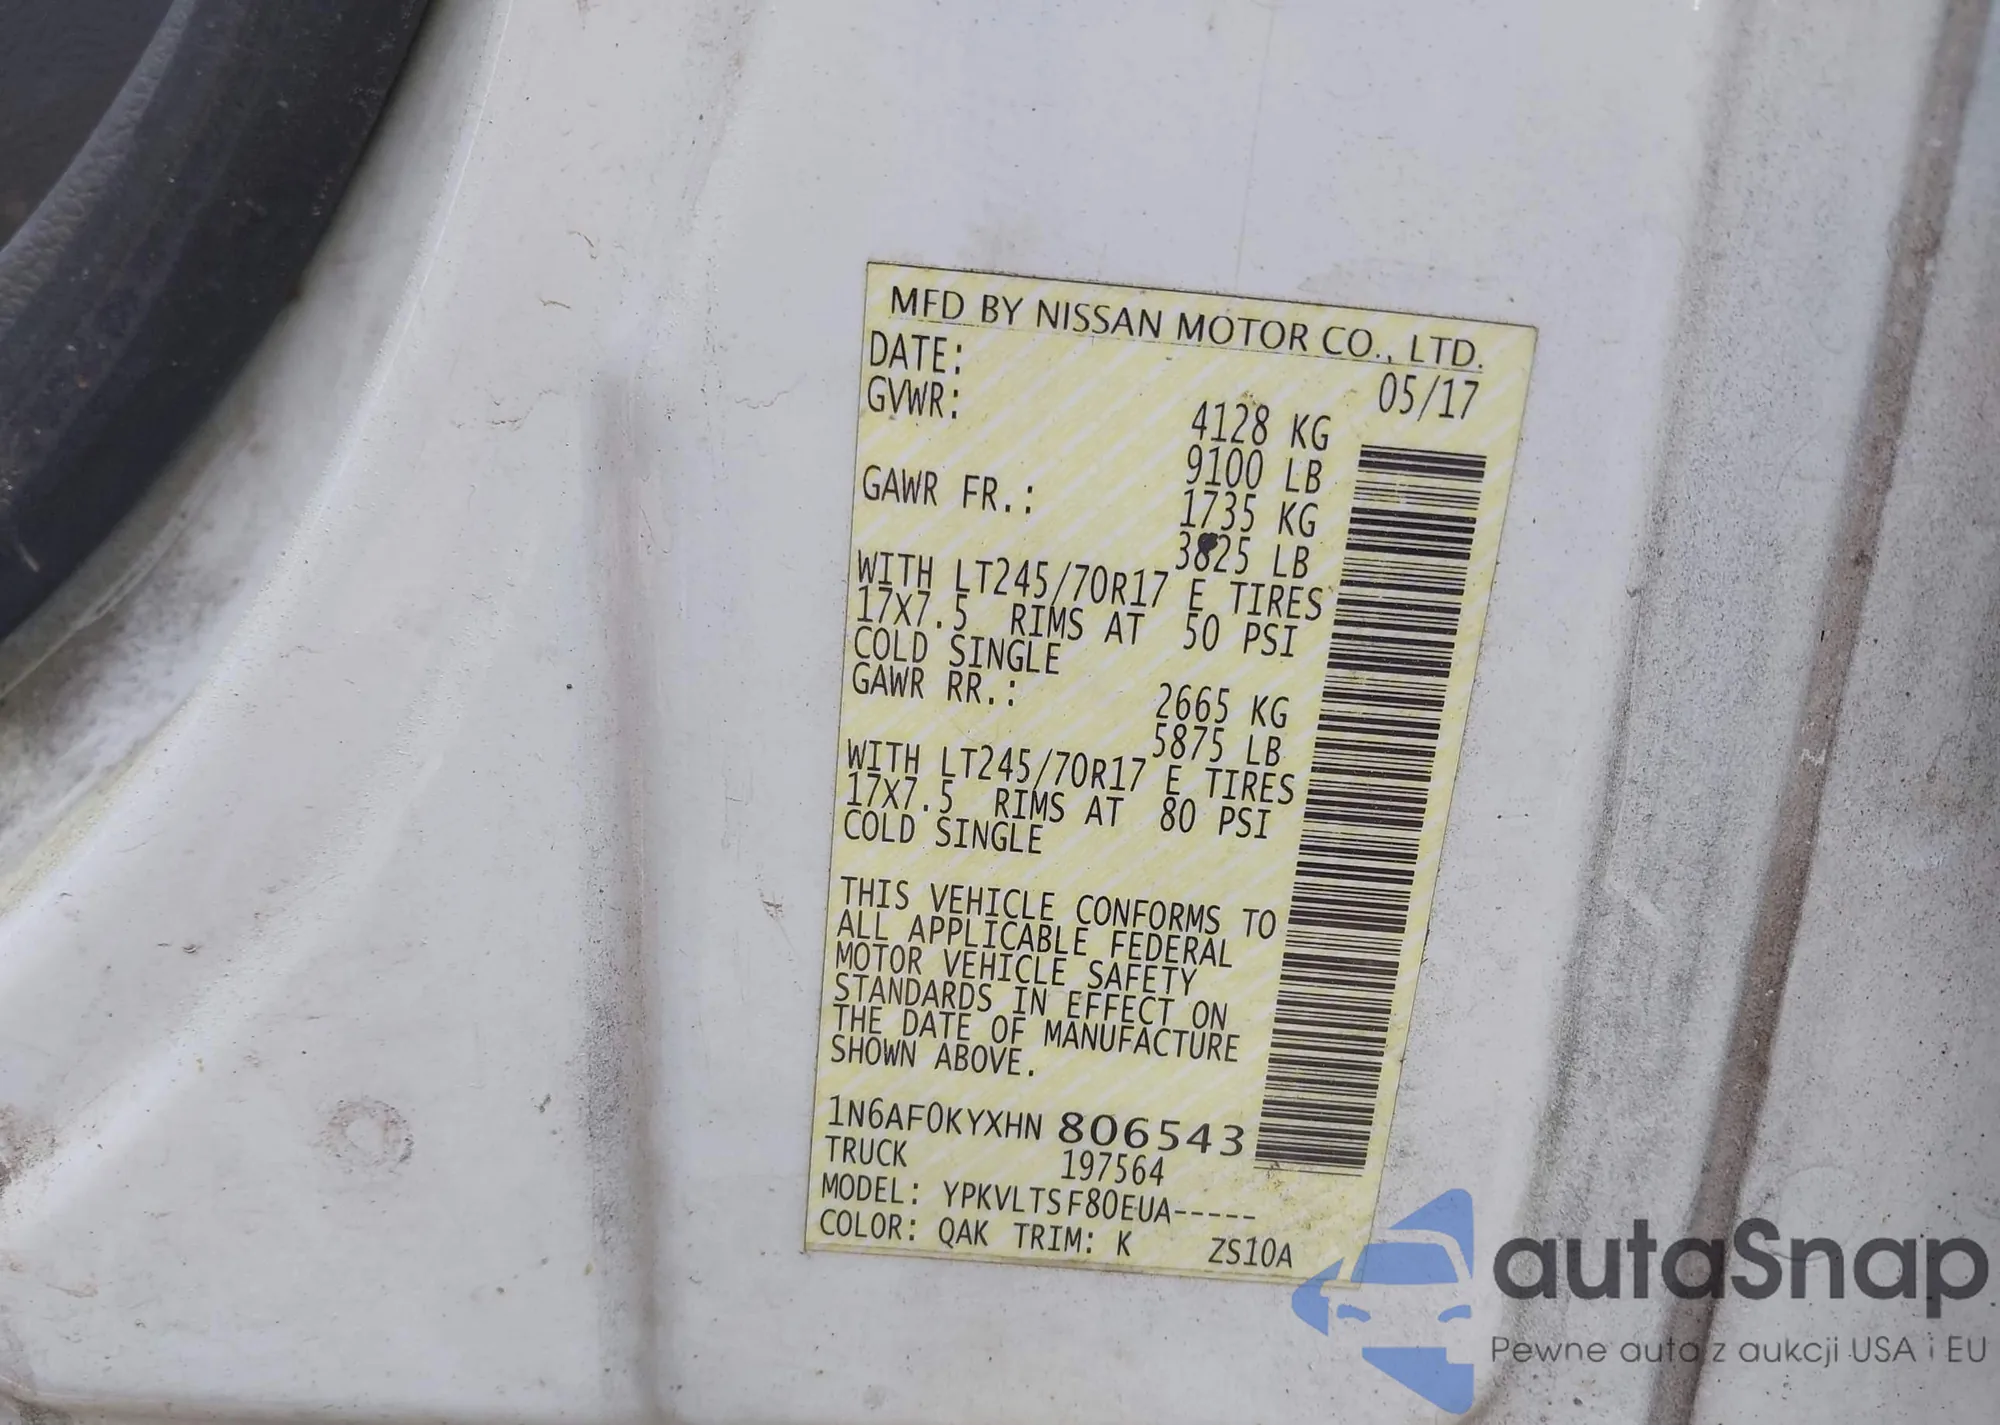 MFD BY NISSAN MOTOR CO., LTD.
DATE: 05/17
GVWR: 4128 KG
9100 LB
GAWR FR.: 1735 KG
3825 LB
WITH LT245/70R17 E TIRES
17X7.5 RIMS AT 50 PSI
COLD SINGLE
GAWR RR.: 2665 KG
5875 LB
WITH LT245/70R17 E TIRES
17X7.5 RIMS AT 80 PSI
COLD SINGLE
THIS VEHICLE CONFORMS TO
ALL APPLICABLE FEDERAL
MOTOR VEHICLE SAFETY
STANDARDS IN EFFECT ON
THE DATE OF MANUFACTURE
SHOWN ABOVE.
1N6AF0KYXHN 806543
TRUCK 197564
MODEL: YPKVLTSF80EUA-----
COLOR: QAK TRIM: K ZS10A
autaSnap
Pewne auta z aukcji USA i EU